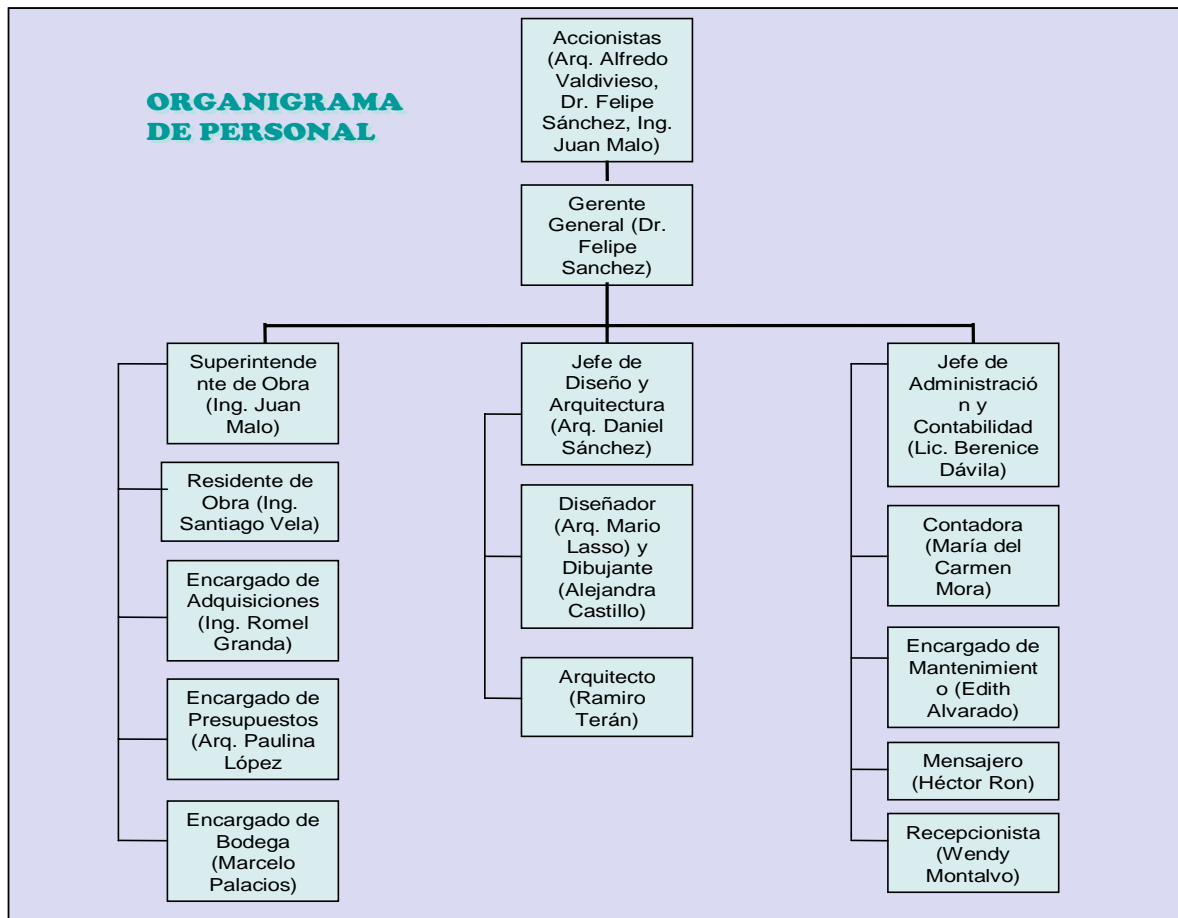 ORGANIGRAMA
DE PERSONAL
Accionistas
(Arq. Alfredo
Valdivieso,
Dr. Felipe
Sánchez, Ing.
Juan Malo)
Gerente
General (Dr.
Felipe
Sanchez)
Superintende
nte de Obra
(Ing. Juan
Malo)
Residente de
Obra (Ing.
Santiago Vela)
Encargado de
Adquisiciones
(Ing. Romel
Granda)
Encargado de
Presupuestos
(Arq. Paulina
López
Encargado de
Bodega
(Marcelo
Palacios)
Jefe de
Diseño y
Arquitectura
(Arq. Daniel
Sánchez)
Diseñador
(Arq. Mario
Lasso) y
Dibujante
(Alejandra
Castillo)
Arquitecto
(Ramiro
Terán)
Jefe de
Administració
n y
Contabilidad
(Lic. Berenice
Dávila)
Contadora
(María del
Carmen
Mora)
Encargado de
Mantenimient
o (Edith
Alvarado)
Mensajero
(Héctor Ron)
Recepcionista
(Wendy
Montalvo)